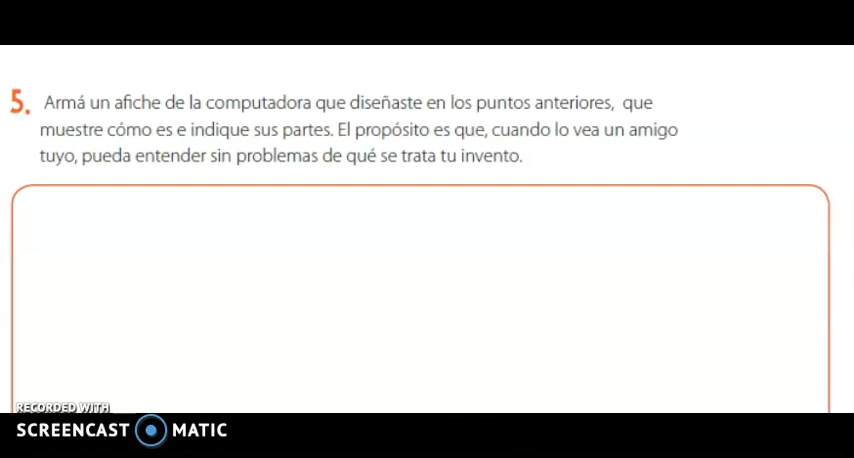 5. Armá un afiche de la computadora que diseñaste en los puntos anteriores, que
muestre cómo es e indique sus partes. El propósito es que, cuando lo vea un amigo
tuyo, pueda entender sin problemas de qué se trata tu invento.
RECORDED WITH
SCREENCAST MATIC